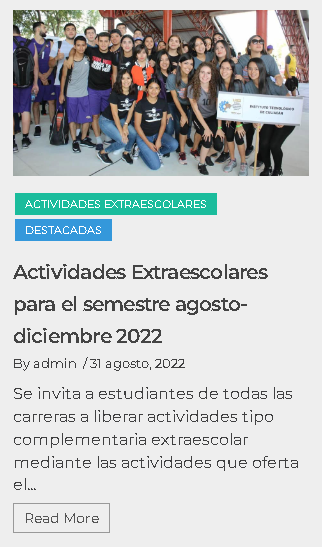 INSTITUTO TECNOLÓGICO
DE CULIACÁN
ACTIVIDADES EXTRAESCOLARES
DESTACADAS
Actividades Extraescolares
para el semestre agosto-
diciembre 2022
By admin / 31 agosto, 2022
Se invita a estudiantes de todas las
carreras a liberar actividades tipo
complementaria extraescolar
mediante las actividades que oferta
el...
Read More